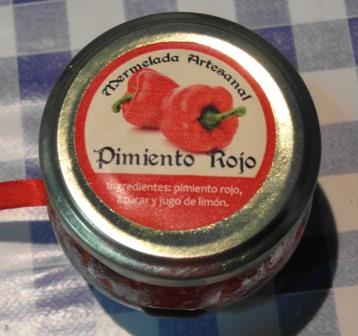 Mermelada Artesanal
Pimiento Rojo
Ingredientes: pimiento rojo,
azúcar y jugo de limón.